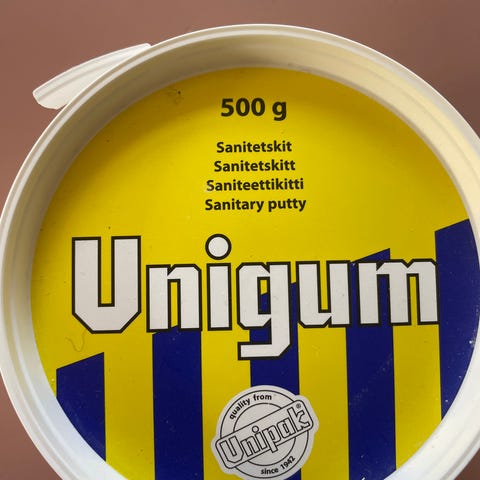 500 g
Sanitetskit
Sanitetskitt
Saniteettikitti
Sanitary putty
Unigum
quality from
Unipak®
since 1942